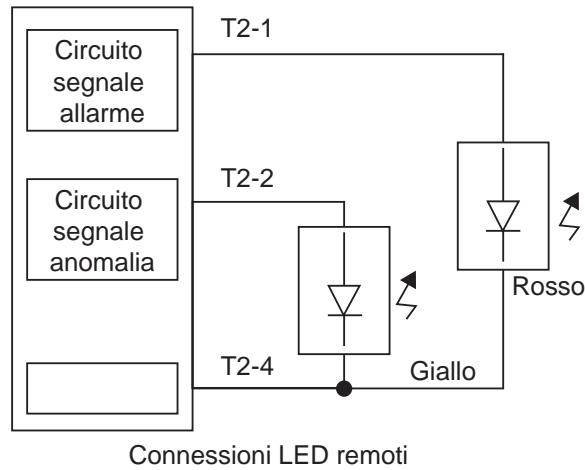 T2-1
Circuito
segnale
allarme
T2-2
Circuito
segnale
anomalia
Rosso
T2-4
Giallo
Connessioni LED remoti